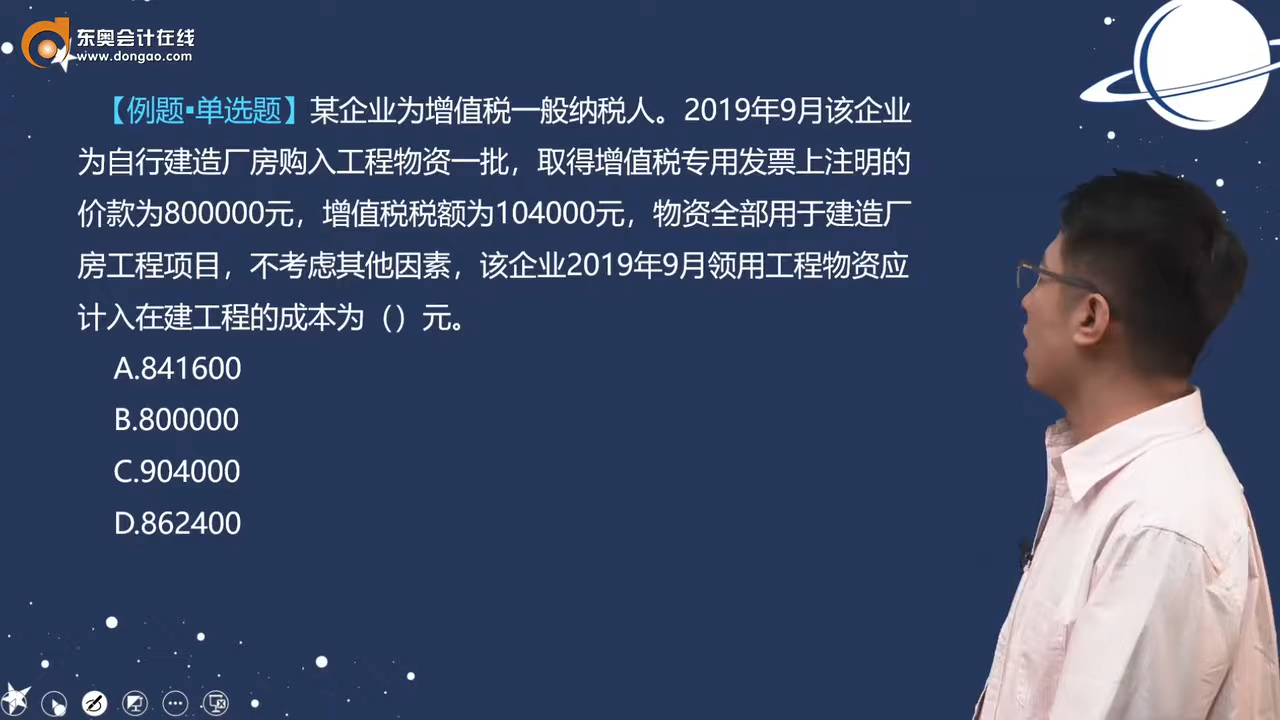 东奥会计在线
www.dongao.com
【例题▪单选题】某企业为增值税一般纳税人。2019年9月该企业
为自行建造厂房购入工程物资一批，取得增值税专用发票上注明的
价款为800000元，增值税税额为104000元，物资全部用于建造厂
房工程项目，不考虑其他因素，该企业2019年9月领用工程物资应
计入在建工程的成本为（）元。
A.841600
B.800000
C.904000
D.862400